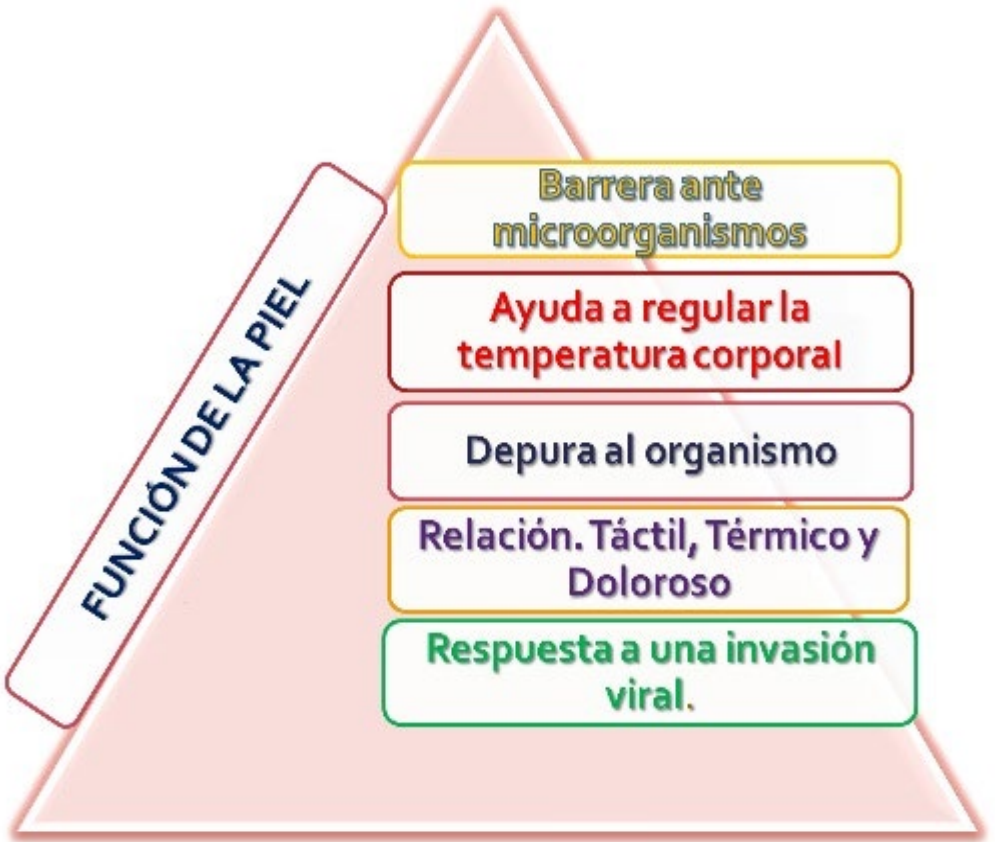 FUNCIÓN DE LA PIEL
Barrera ante
microorganismos
Ayuda a regular la
temperatura corporal
Depura al organismo
Relación. Táctil, Térmico y
Doloroso
Respuesta a una invasión
viral.